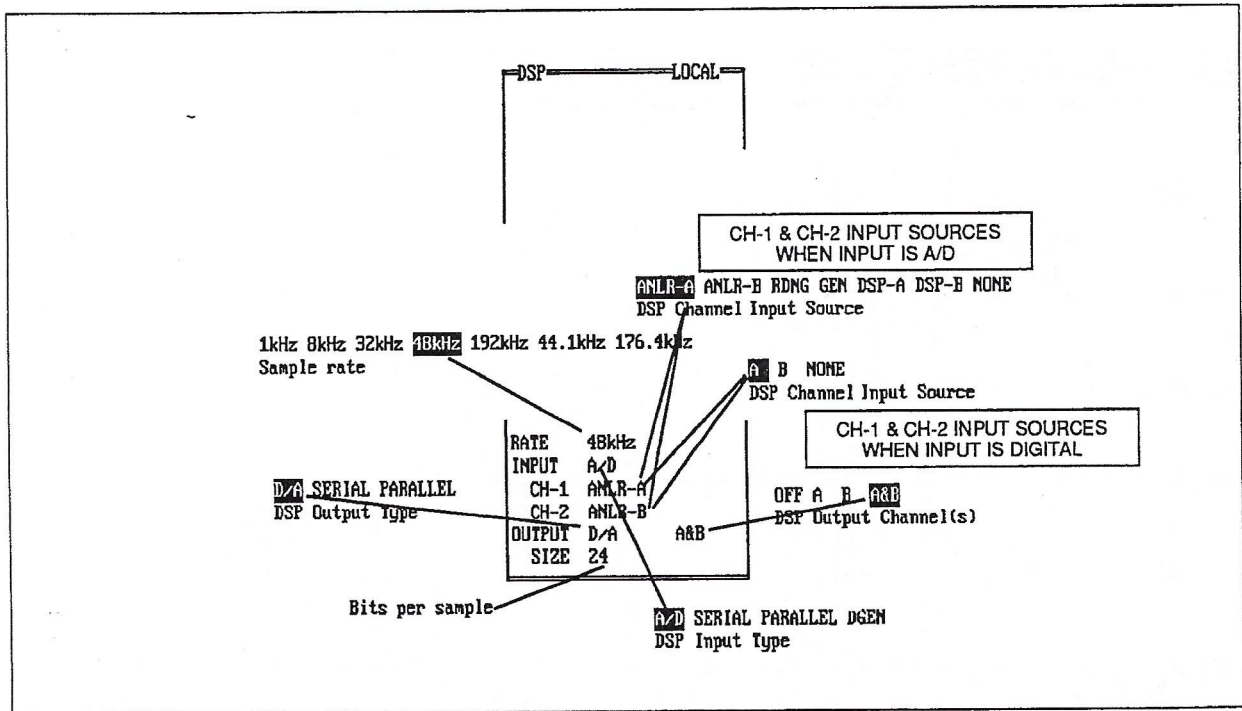 DSP LOCAL
CH-1 & CH-2 INPUT SOURCES
WHEN INPUT IS A/D
ANLR-A ANLR-B RDNG GEN DSP-A DSP-B NONE
DSP Channel Input Source
1kHz 8kHz 32kHz 48kHz 192kHz 44.1kHz 176.4kHz
Sample rate
A B NONE
DSP Channel Input Source
CH-1 & CH-2 INPUT SOURCES
WHEN INPUT IS DIGITAL
RATE 48kHz
INPUT A/D
CH-1 ANLR-A
CH-2 ANLR-B
OUTPUT D/A A&B
SIZE 24
D/A SERIAL PARALLEL
DSP Output Type
OFF A B A&B
DSP Output Channel(s)
Bits per sample
A/D SERIAL PARALLEL DGEN
DSP Input Type